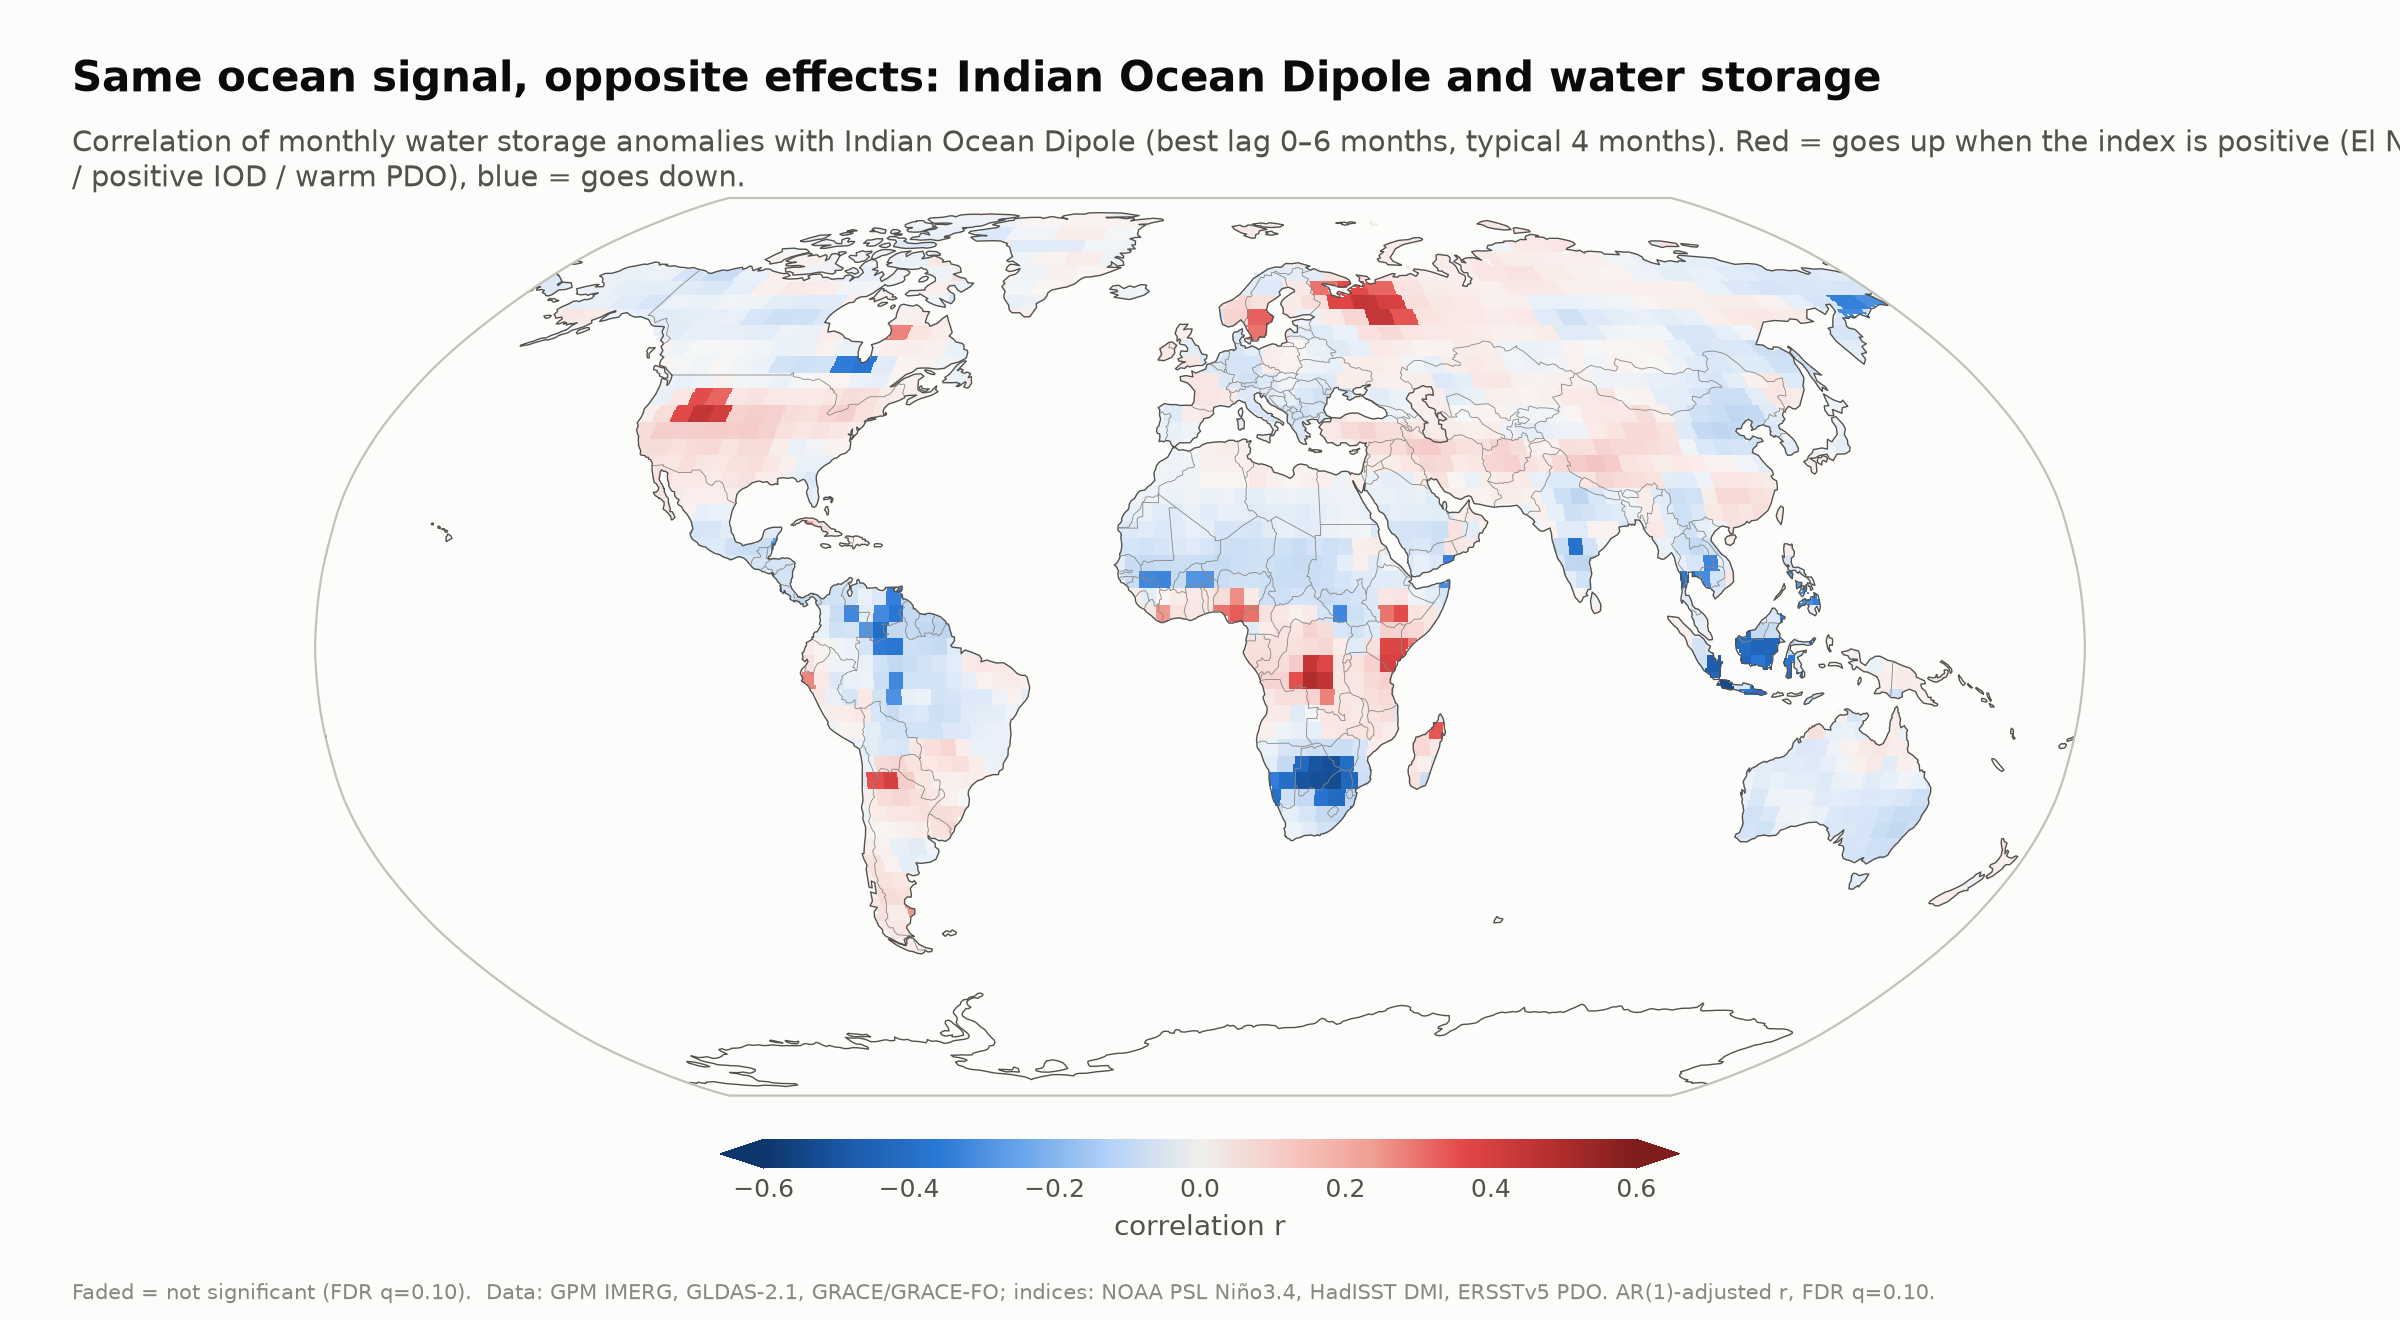 Same ocean signal, opposite effects: Indian Ocean Dipole and water storage
Correlation of monthly water storage anomalies with Indian Ocean Dipole (best lag 0–6 months, typical 4 months). Red = goes up when the index is positive (El N
/ positive IOD / warm PDO), blue = goes down.
−0.6 −0.4 −0.2 0.0 0.2 0.4 0.6
correlation r
Faded = not significant (FDR q=0.10).  Data: GPM IMERG, GLDAS-2.1, GRACE/GRACE-FO; indices: NOAA PSL Niño3.4, HadISST DMI, ERSSTv5 PDO. AR(1)-adjusted r, FDR q=0.10.